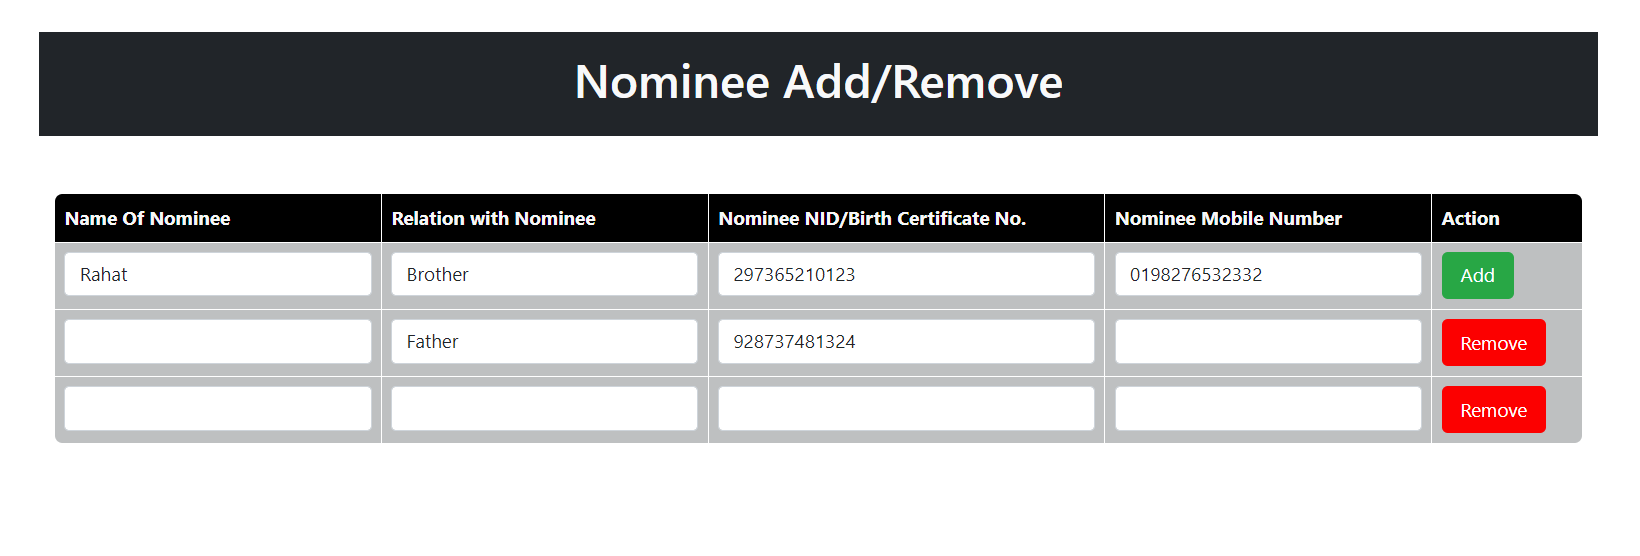 Nominee Add/Remove
Name Of Nominee Relation with Nominee Nominee NID/Birth Certificate No. Nominee Mobile Number Action
Rahat Brother 297365210123 0198276532332 Add
Father 928737481324 Remove
Remove